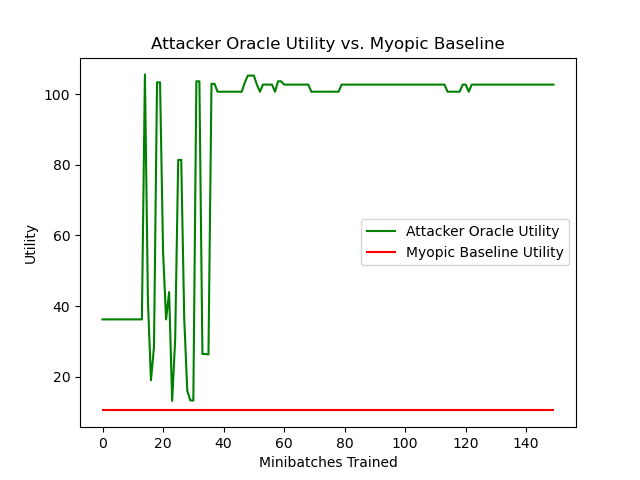 Attacker Oracle Utility vs. Myopic Baseline
100
80
60
40
20
Utility
Attacker Oracle Utility
Myopic Baseline Utility
0 20 40 60 80 100 120 140
Minibatches Trained